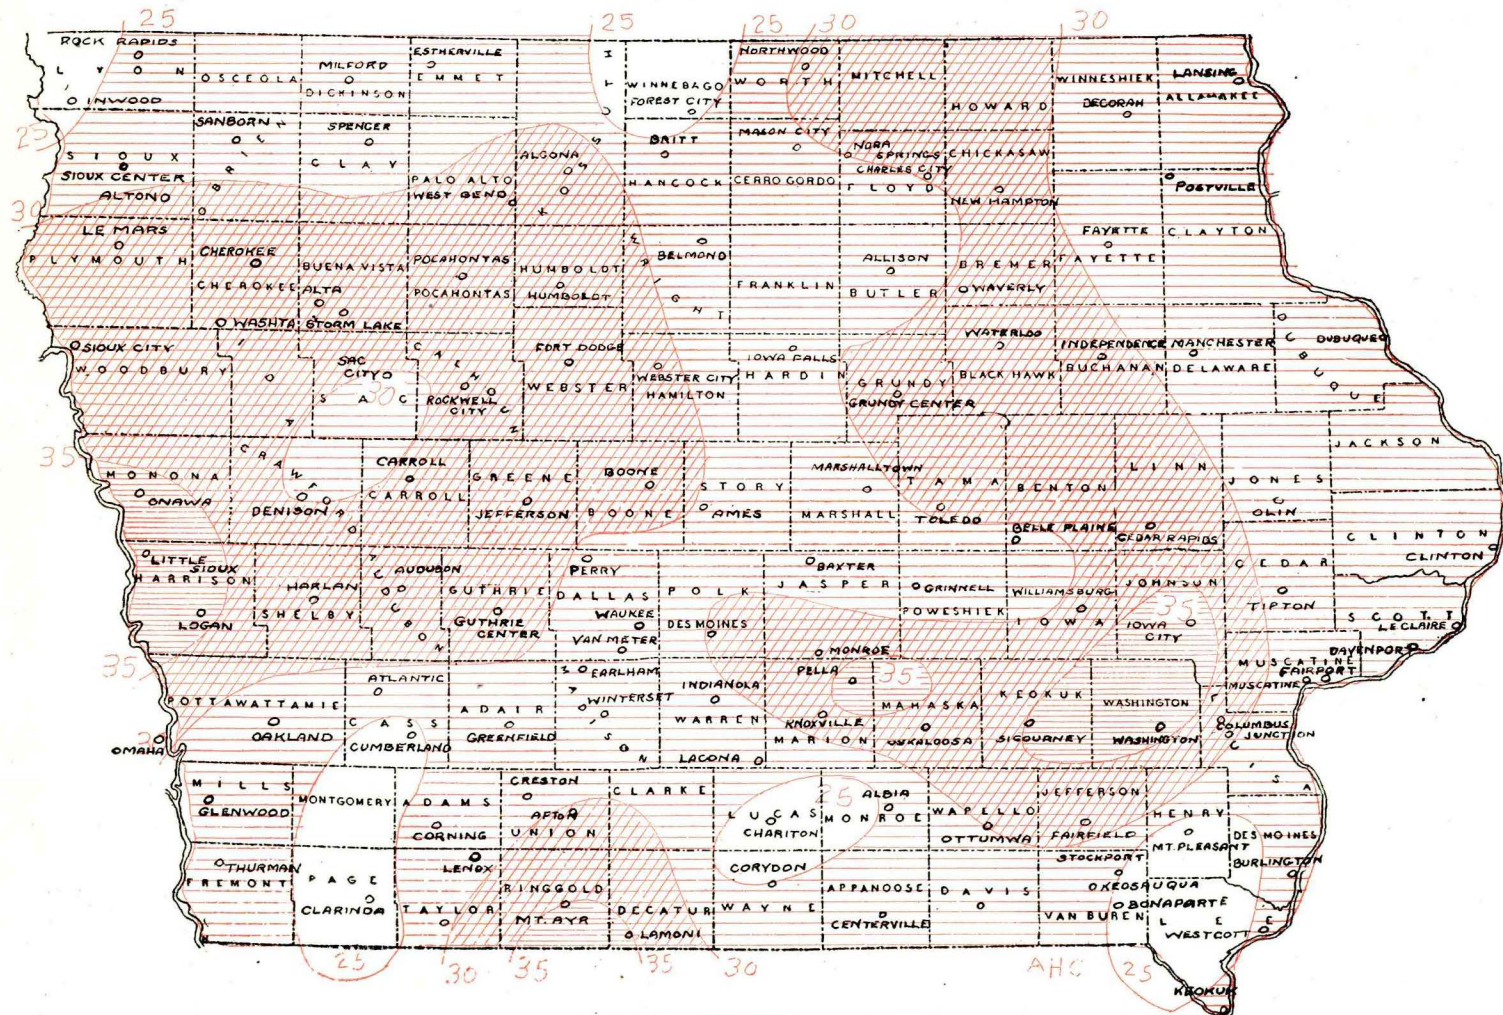 25 25 25 30 30
ROCK RAPIDS
LYON
INWOOD
OSCEOLA
MILFORD
DICKINSON
ESTHERVILLE
EMMET
WINNEBAGO
FOREST CITY
NORTHWOOD
WORTH
MITCHELL
HOWARD
WINNESHIEK
DECORAH
LANSING
ALLAMAKEE
25
SIOUX
SIOUX CENTER
ALTONO
SANBORN
BRIEN
SPENCER
CLAY
PALO ALTO
WEST BEND
ALGONA
KOSSUTH
BRITT
HANCOCK
MASON CITY
CERRO GORDO
NORA
SPRINGS
CHARLES CITY
FLOYD
CHICKASAW
NEW HAMPTON
POSTVILLE
30
LE MARS
PLYMOUTH
CHEROKEE
CHEROKEE
BUENA VISTA
ALTA
STORM LAKE
WASHTA
POCAHONTAS
POCAHONTAS
HUMBOLDT
HUMBOLDT
WRIGHT
BELMOND
FRANKLIN
ALLISON
BUTLER
BREMER
WAVERLY
FAYETTE
FAYETTE
CLAYTON
SIOUX CITY
WOODBURY
IDA
SAC
CITY
30
SAC
CALHOUN
ROCKWELL
CITY
FORT DODGE
WEBSTER
WEBSTER CITY
HAMILTON
IOWA FALLS
HARDIN
GRUNDY
GRUNDY CENTER
WATERLOO
BLACK HAWK
INDEPENDENCE
BUCHANAN
MANCHESTER
DELAWARE
DUBUQUE
DUBUQUE
35
MONONA
ONAWA
CRAWFORD
DENISON
CARROLL
CARROLL
GREENE
JEFFERSON
BOONE
BOONE
STORY
AMES
MARSHALLTOWN
MARSHALL
TAMA
TOLEDO
BENTON
BELLE PLAINE
LINN
CEDAR RAPIDS
JONES
OLIN
JACKSON
CLINTON
CLINTON
LITTLE
SIOUX
HARRISON
LOGAN
HARLAN
SHELBY
AUDUBON
AUDUBON
GUTHRIE
GUTHRIE
CENTER
PERRY
DALLAS
WAUKEE
VAN METER
POLK
DES MOINES
BAXTER
JASPER
MONROE
GRINNELL
POWESHIEK
WILLIAMSBURG
IOWA
JOHNSON
35
IOWA
CITY
CEDAR
TIPTON
SCOTT
LE CLAIRE
DAVENPORT
MUSCATINE
FAIRPORT
MUSCATINE
35
POTTAWATTAMIE
OAKLAND
OMAHA
ATLANTIC
CASS
CUMBERLAND
ADAIR
GREENFIELD
EARLHAM
WINTERSET
MADISON
INDIANOLA
WARREN
LACONA
PELLA
KNOXVILLE
MARION
35
MAHASKA
OSKALOOSA
KEOKUK
SIGOURNEY
WASHINGTON
WASHINGTON
COLUMBUS
JUNCTION
LOUISA
MILLS
GLENWOOD
MONTGOMERY
ADAMS
CORNING
CRESTON
AFTON
UNION
CLARKE
LUCAS
CHARITON
25
ALBIA
MONROE
WAPELLO
OTTUMWA
JEFFERSON
FAIRFIELD
HENRY
MT. PLEASANT
DES MOINES
BURLINGTON
THURMAN
FREMONT
PAGE
CLARINDA
LENOX
TAYLOR
RINGGOLD
MT. AYR
DECATUR
LAMONI
CORYDON
WAYNE
APPANOOSE
CENTERVILLE
DAVIS
STOCKPORT
KEOSAUQUA
BONAPARTE
VAN BUREN
LEE
WESTCOTT
KEOKUK
25 30 35 35 30 AHC 25